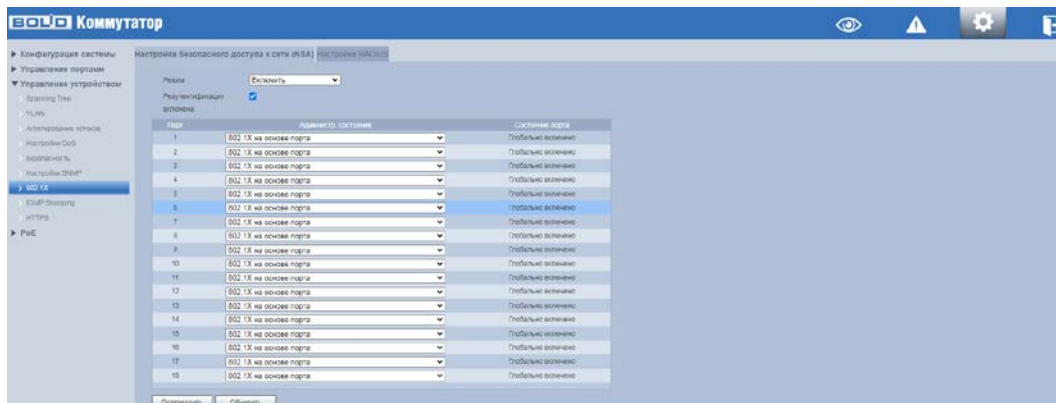 BOLID Коммутатор
Конфигурация системы
Управление портами
Управление устройством
Spanning Tree
VLAN
Агрегирование потоков
Настройки QoS
Безопасность
Настройки SNMP
802.1X
IGMP Snooping
HTTPS
PoE
Настройки безопасного доступа к сети (NSA) Настройки RADIUS
Режим Включить
Реаутентификация включена
Порт Администр. состояние Состояние порта
1 802.1X на основе порта Глобально включено
2 802.1X на основе порта Глобально включено
3 802.1X на основе порта Глобально включено
4 802.1X на основе порта Глобально включено
5 802.1X на основе порта Глобально включено
6 802.1X на основе порта Глобально включено
7 802.1X на основе порта Глобально включено
8 802.1X на основе порта Глобально включено
9 802.1X на основе порта Глобально включено
10 802.1X на основе порта Глобально включено
11 802.1X на основе порта Глобально включено
12 802.1X на основе порта Глобально включено
13 802.1X на основе порта Глобально включено
14 802.1X на основе порта Глобально включено
15 802.1X на основе порта Глобально включено
16 802.1X на основе порта Глобально включено
17 802.1X на основе порта Глобально включено
18 802.1X на основе порта Глобально включено
Обновить